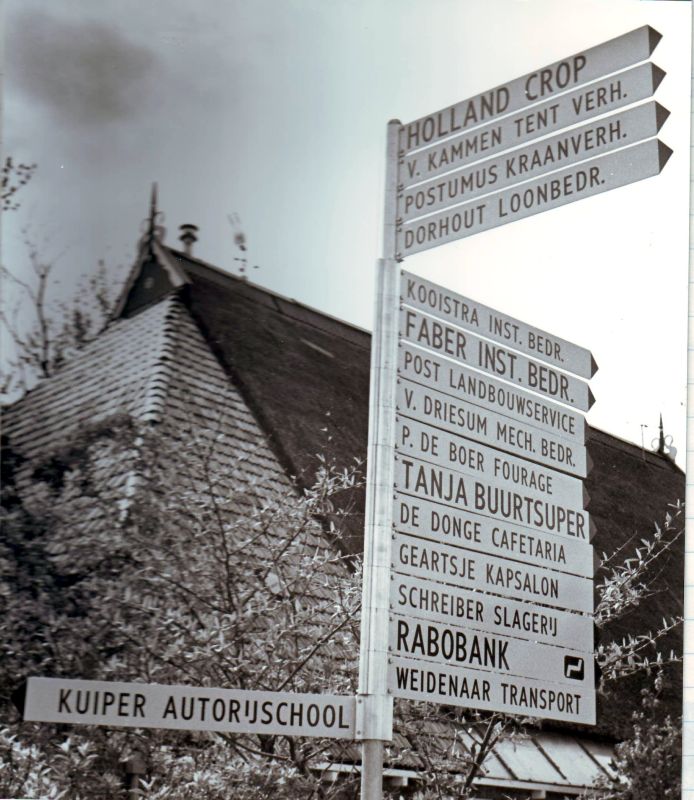 HOLLAND CROP
V. KAMMEN TENT VERH.
POSTUMUS KRAANVERH.
DORHOUT LOONBEDR.
KOOISTRA INST. BEDR.
FABER INST. BEDR.
POST LANDBOUWSERVICE
V. DRIESUM MECH. BEDR.
P. DE BOER FOURAGE
TANJA BUURTSUPER
DE DONGE CAFETARIA
GEARTSJE KAPSALON
SCHREIBER SLAGERIJ
RABOBANK
WEIDENAAR TRANSPORT
KUIPER AUTORIJSCHOOL